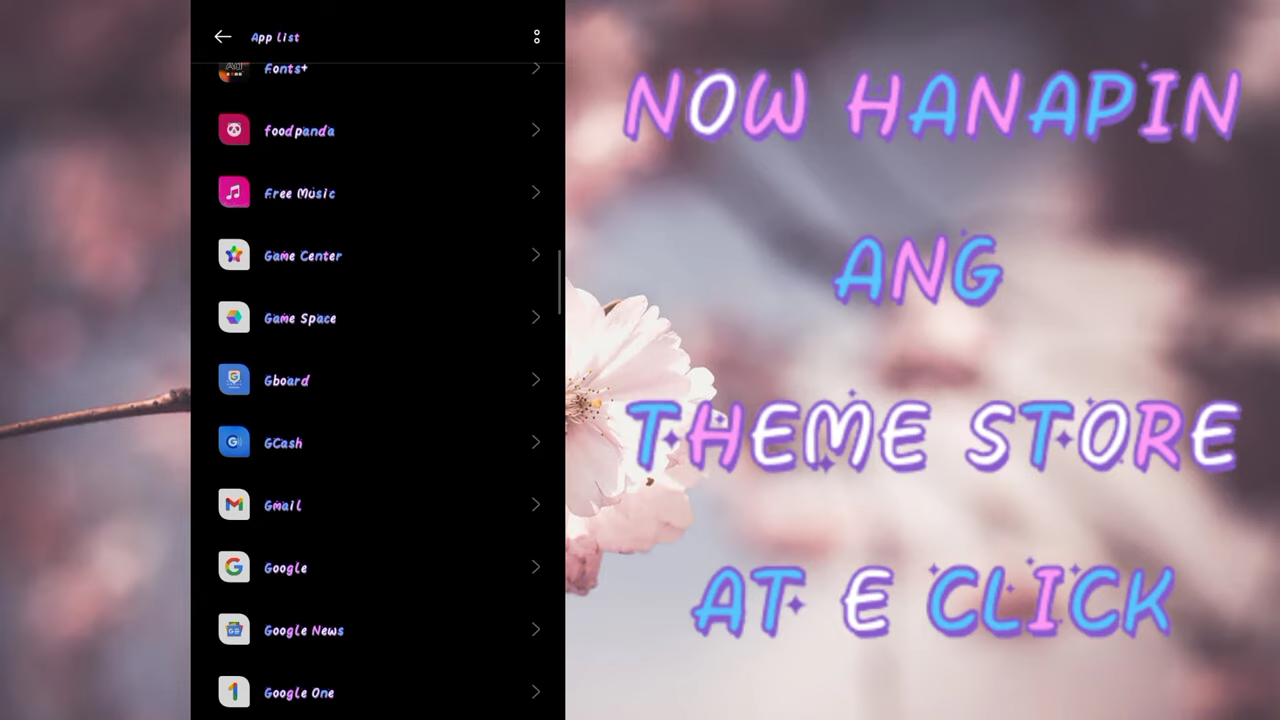 App list
Fonts+
foodpanda
Free Music
Game Center
Game Space
Gboard
GCash
Gmail
Google
Google News
Google One
NOW HANAPIN
ANG
THEME STORE
AT E CLICK